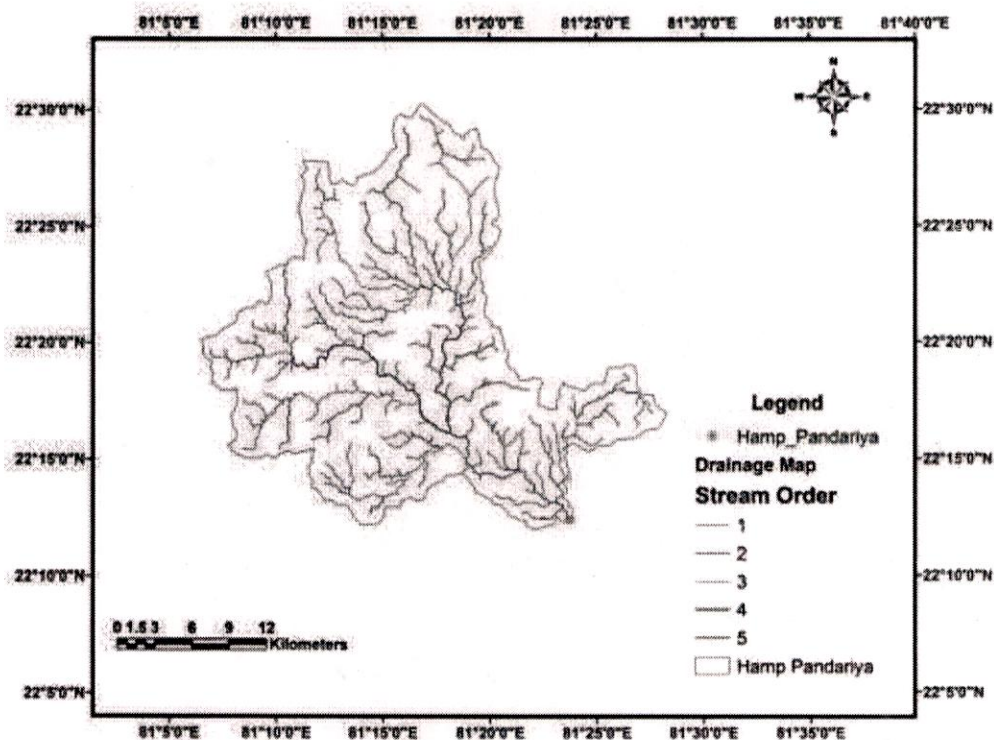 81°5'0"E 81°10'0"E 81°15'0"E 81°20'0"E 81°25'0"E 81°30'0"E 81°35'0"E 81°40'0"E
N
W E
S
22°30'0"N 22°30'0"N
22°25'0"N 22°25'0"N
22°20'0"N 22°20'0"N
Legend
Hamp_Pandariya
22°15'0"N Drainage Map 22°15'0"N
Stream Order
1
2
22°10'0"N 3 22°10'0"N
4
0 1.5 3 6 9 12
5
Kilometers
Hamp Pandariya
22°5'0"N 22°5'0"N
81°5'0"E 81°10'0"E 81°15'0"E 81°20'0"E 81°25'0"E 81°30'0"E 81°35'0"E